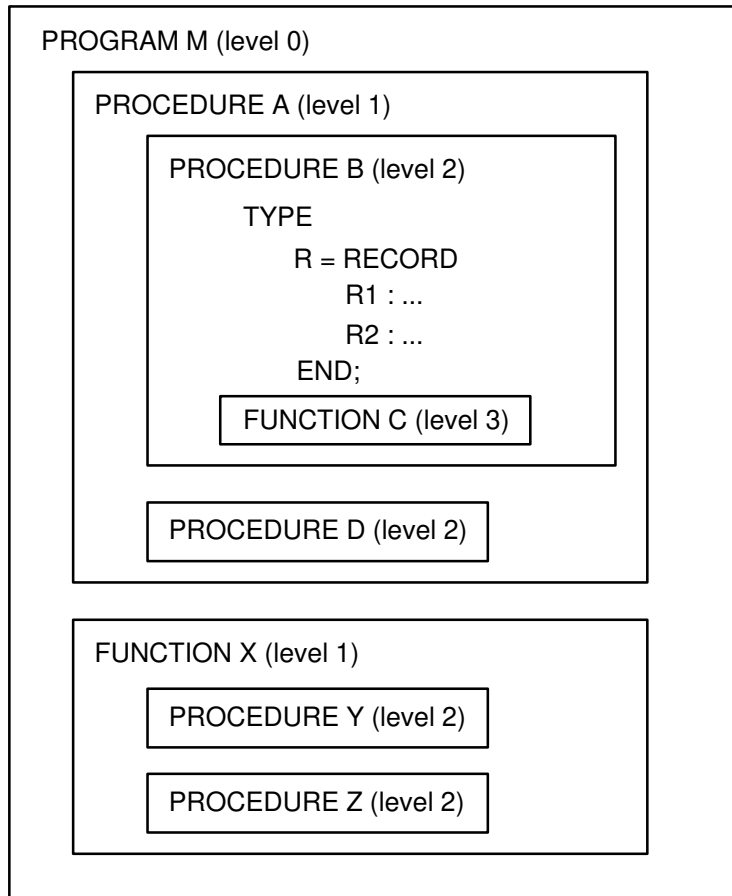 PROGRAM M (level 0)
PROCEDURE A (level 1)
PROCEDURE B (level 2)
TYPE
R = RECORD
R1 : ...
R2 : ...
END;
FUNCTION C (level 3)
PROCEDURE D (level 2)
FUNCTION X (level 1)
PROCEDURE Y (level 2)
PROCEDURE Z (level 2)